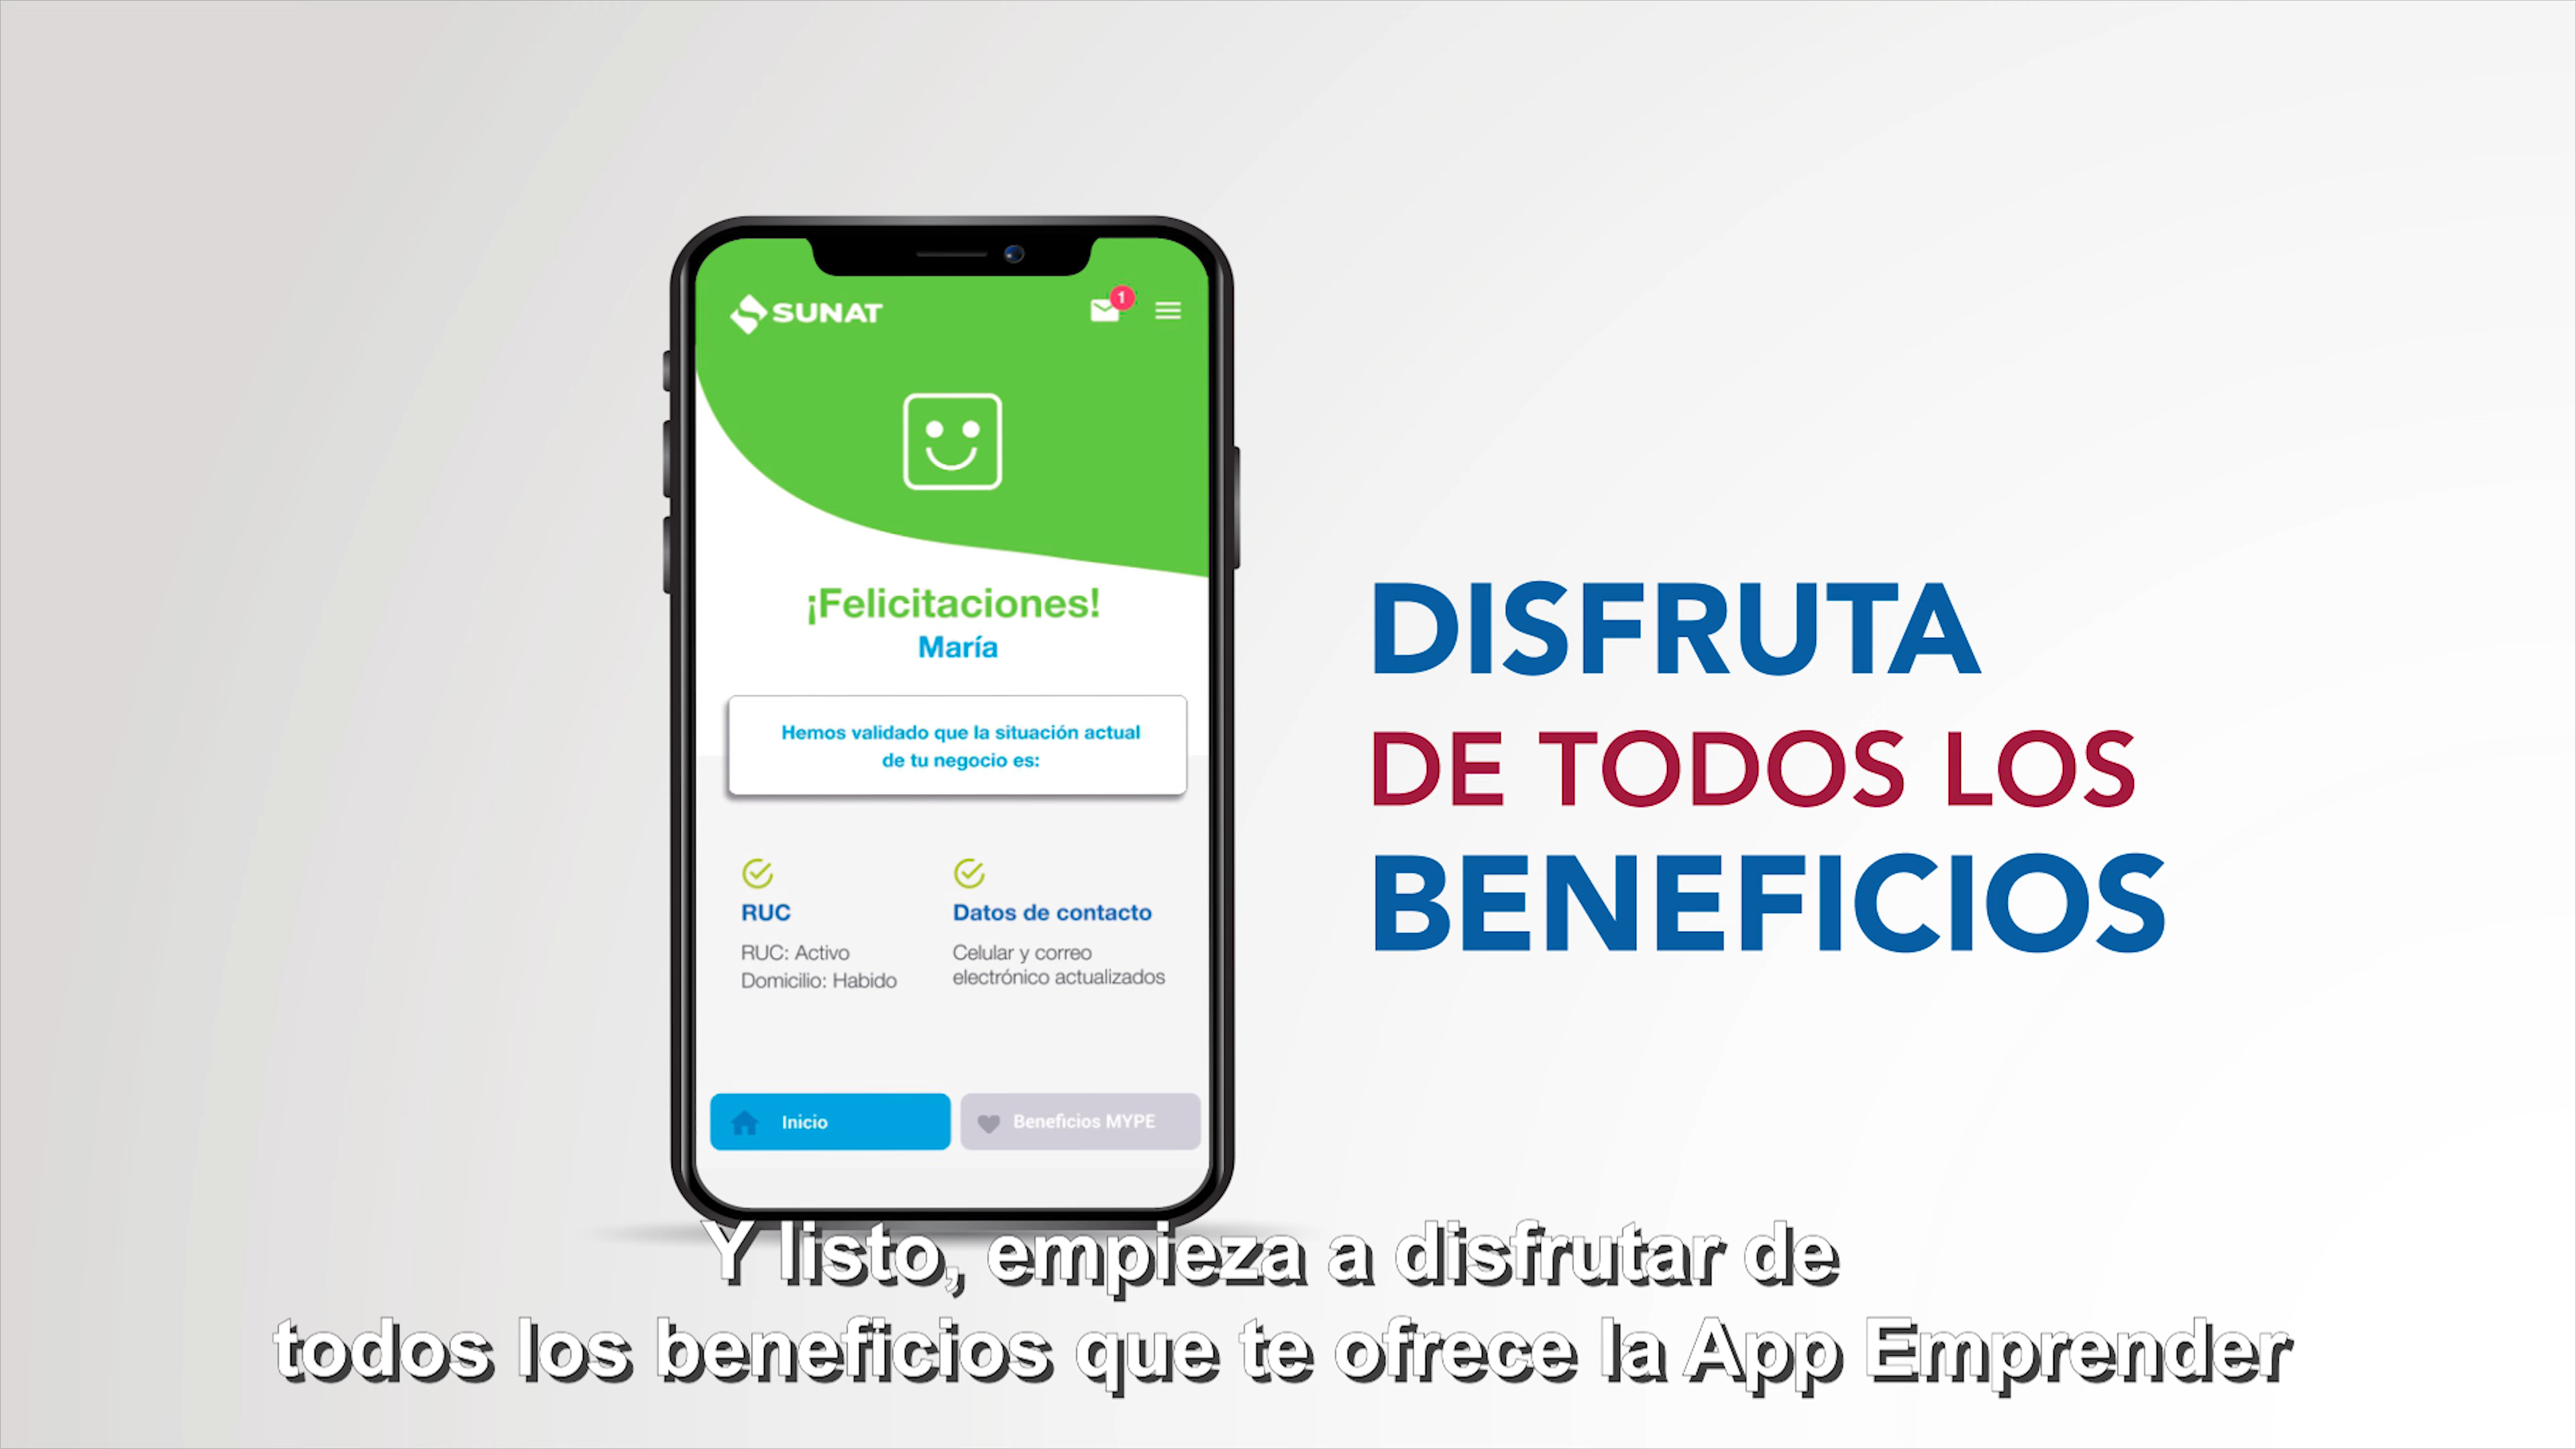 SUNAT
1
¡Felicitaciones!
María
Hemos validado que la situación actual
de tu negocio es:
RUC
RUC: Activo
Domicilio: Habido
Datos de contacto
Celular y correo
electrónico actualizados
Inicio
Beneficios MYPE
DISFRUTA
DE TODOS LOS
BENEFICIOS
Y listo, empieza a disfrutar de
todos los beneficios que te ofrece la App Emprender